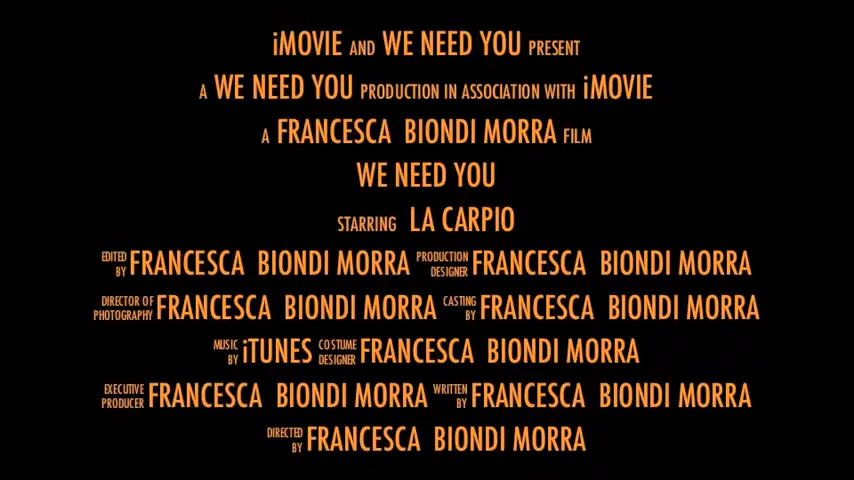 iMOVIE AND WE NEED YOU PRESENT
A WE NEED YOU PRODUCTION IN ASSOCIATION WITH iMOVIE
A FRANCESCA BIONDI MORRA FILM
WE NEED YOU
STARRING LA CARPIO
EDITED BY FRANCESCA BIONDI MORRA PRODUCTION DESIGNER FRANCESCA BIONDI MORRA
DIRECTOR OF PHOTOGRAPHY FRANCESCA BIONDI MORRA CASTING BY FRANCESCA BIONDI MORRA
MUSIC BY iTUNES COSTUME DESIGNER FRANCESCA BIONDI MORRA
EXECUTIVE PRODUCER FRANCESCA BIONDI MORRA WRITTEN BY FRANCESCA BIONDI MORRA
DIRECTED BY FRANCESCA BIONDI MORRA